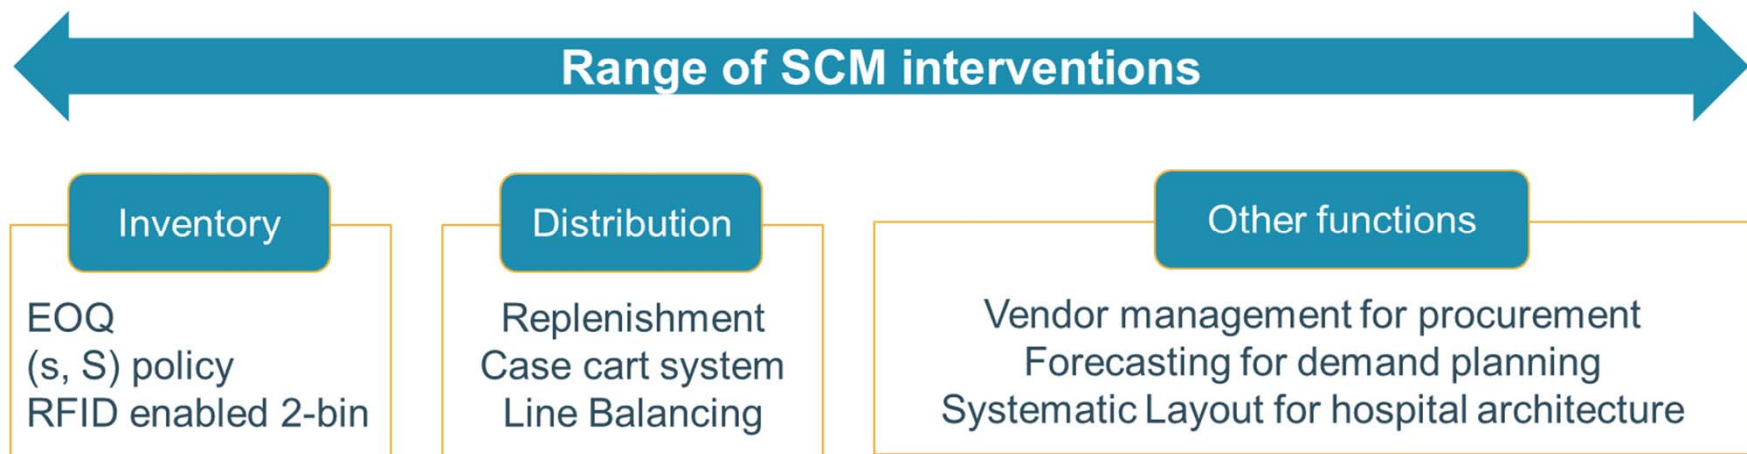 Range of SCM interventions
Inventory
EOQ
(s, S) policy
RFID enabled 2-bin
Distribution
Replenishment
Case cart system
Line Balancing
Other functions
Vendor management for procurement
Forecasting for demand planning
Systematic Layout for hospital architecture